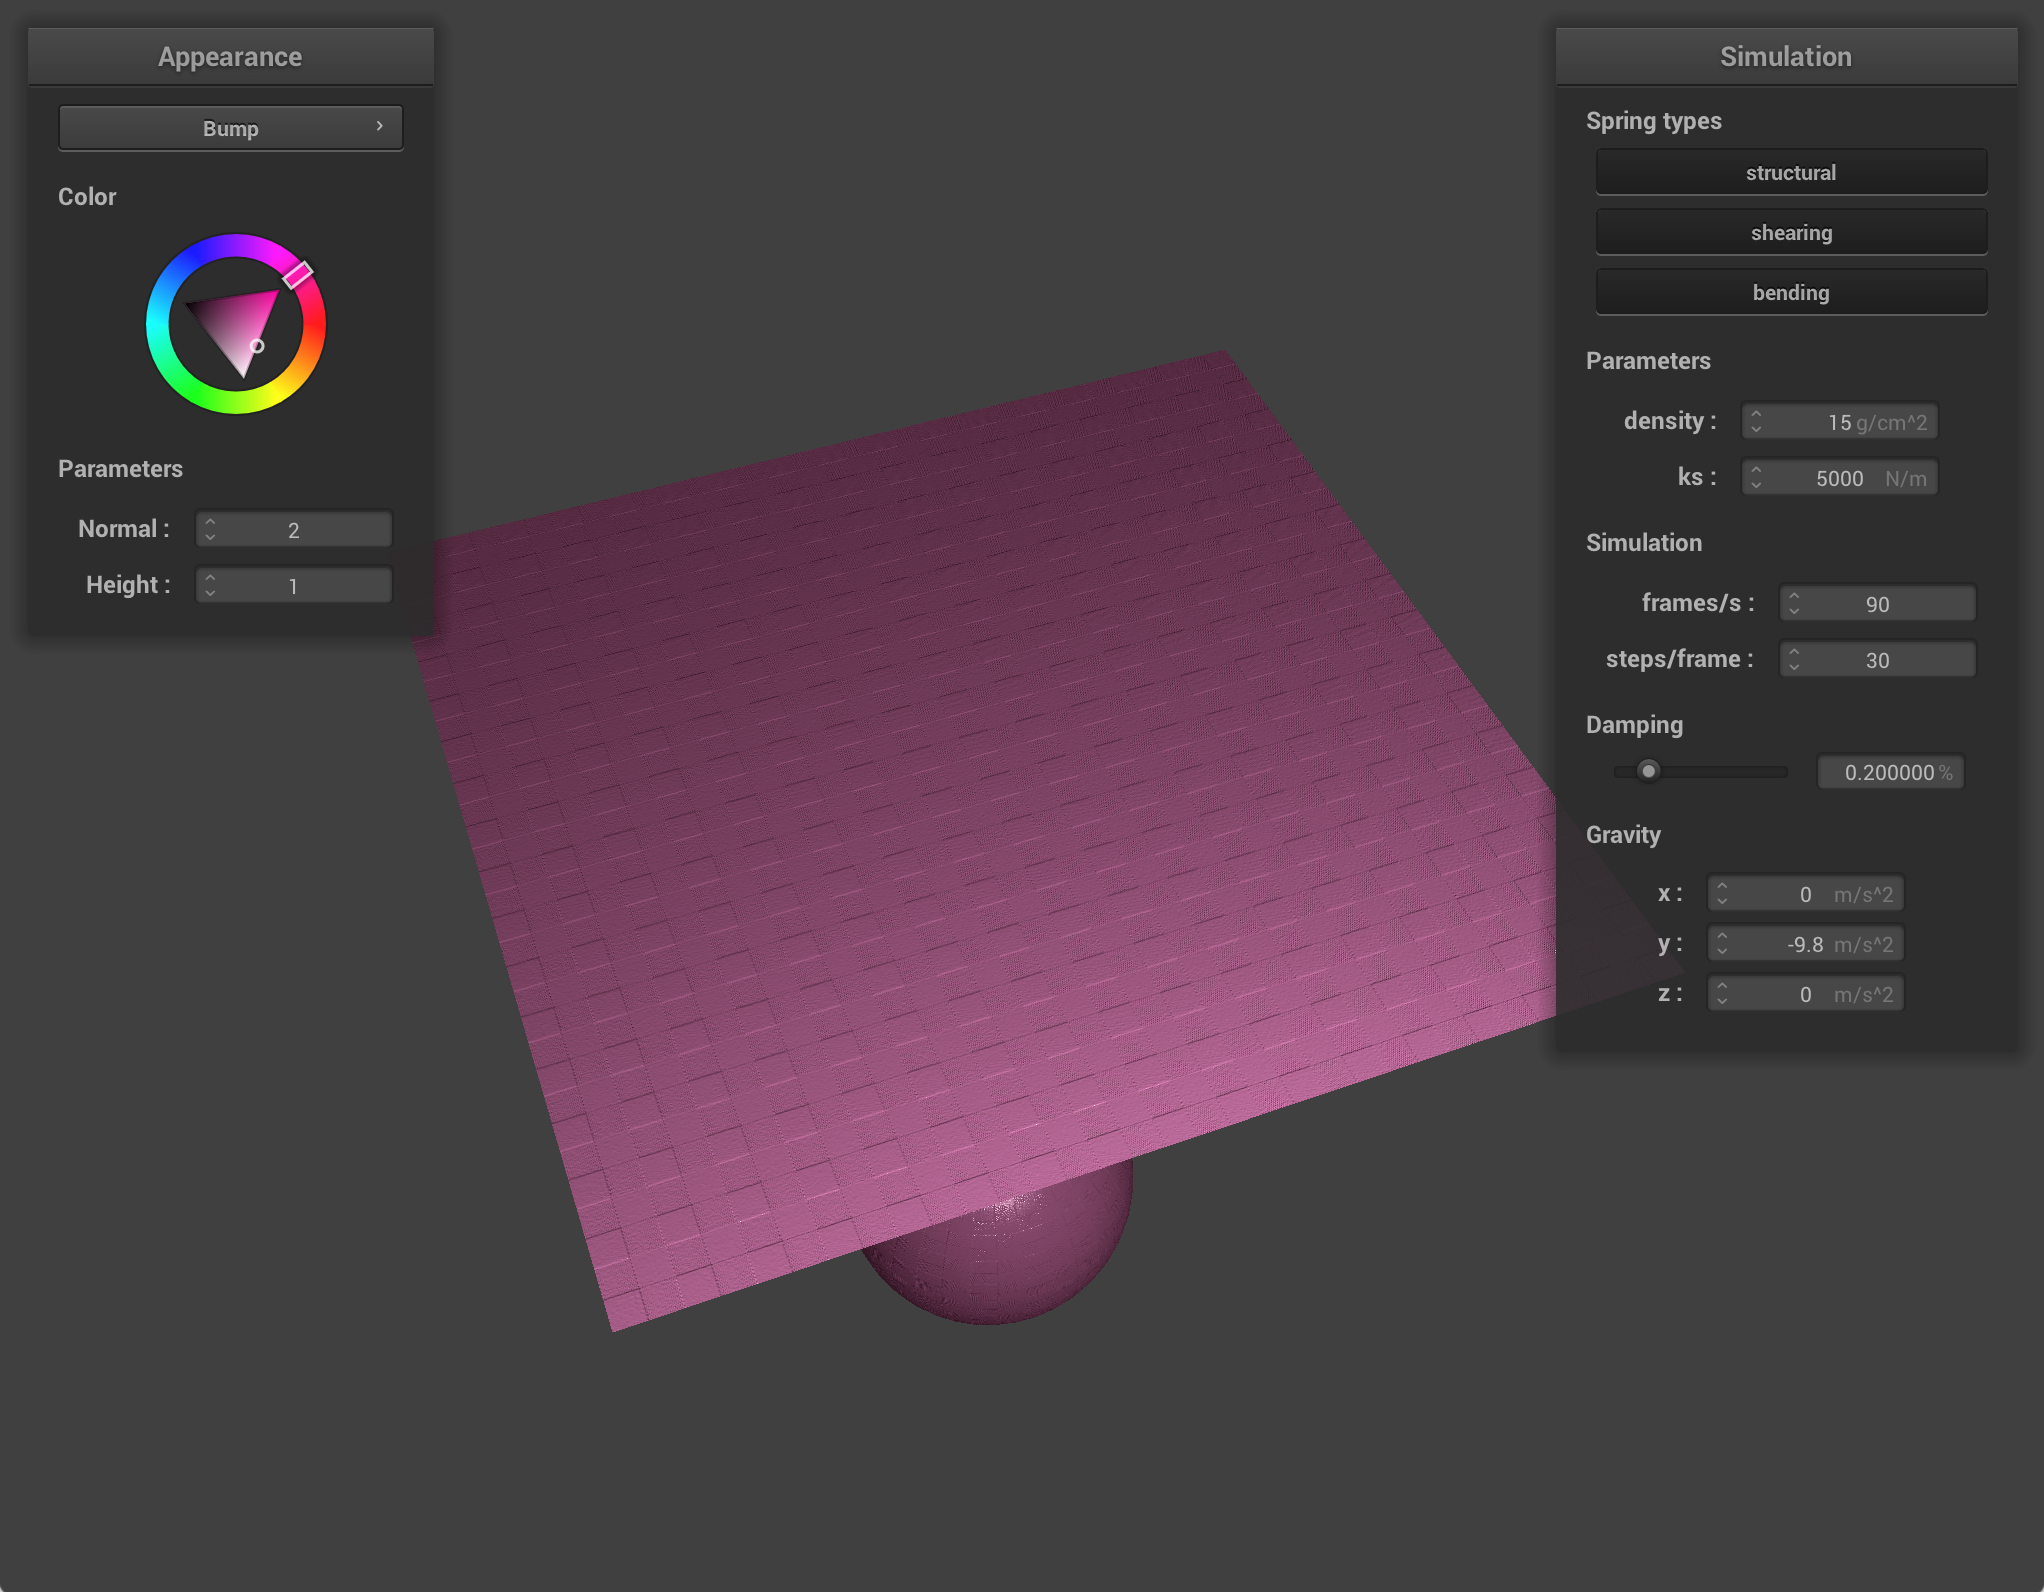 Appearance
Bump
Color
Parameters
Normal : 2
Height : 1
Simulation
Spring types
structural
shearing
bending
Parameters
density : 15 g/cm^2
ks : 5000 N/m
Simulation
frames/s : 90
steps/frame : 30
Damping
0.200000 %
Gravity
x : 0 m/s^2
y : -9.8 m/s^2
z : 0 m/s^2